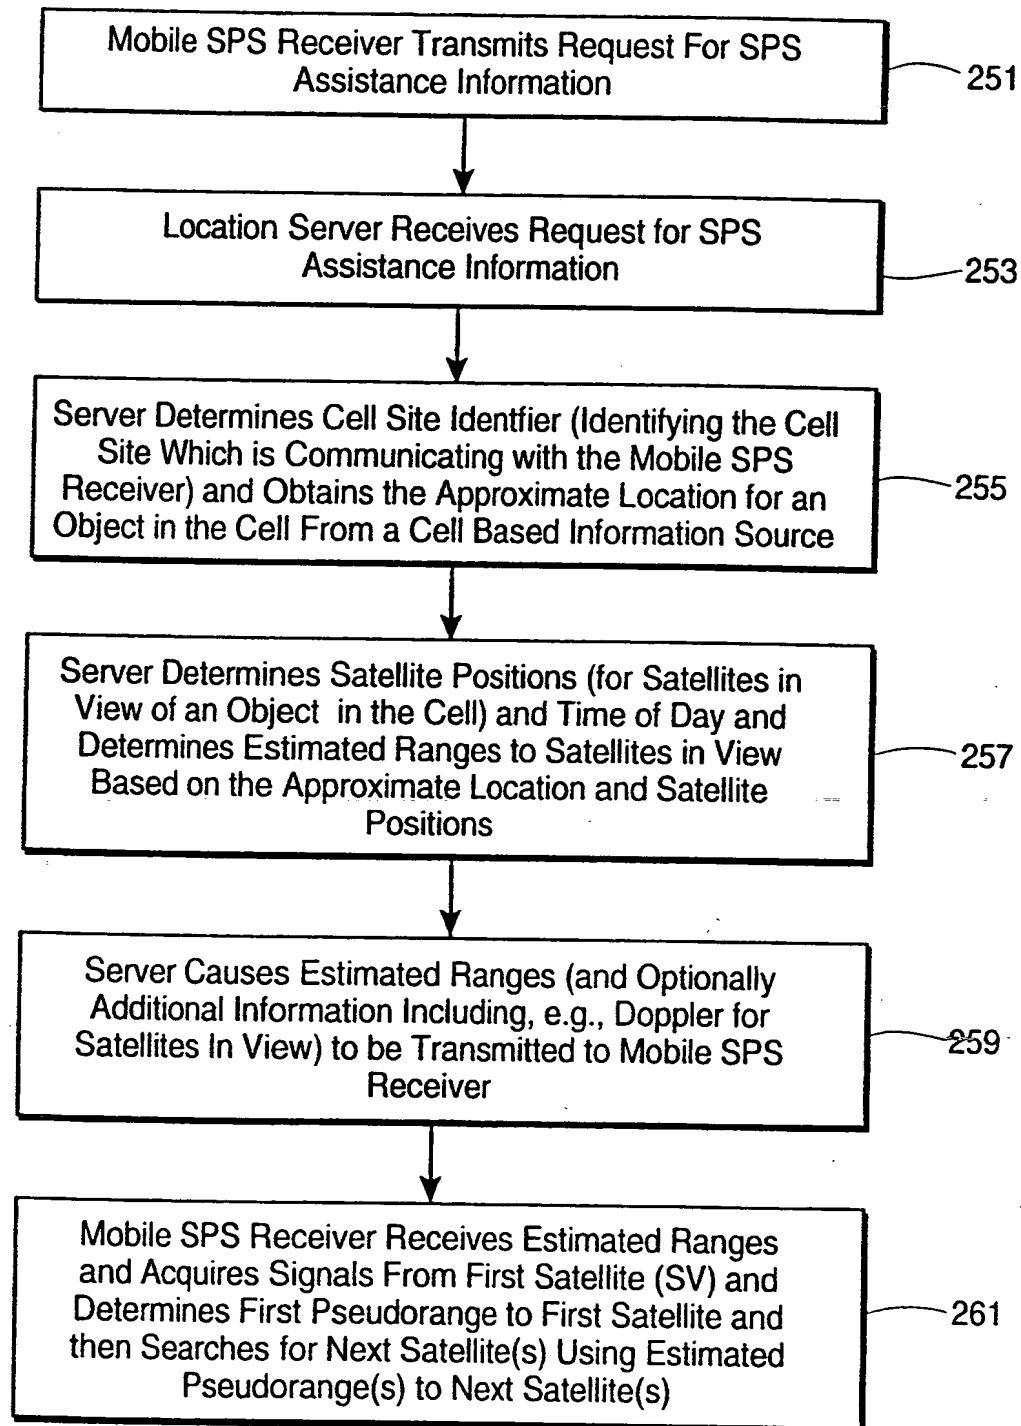 Mobile SPS Receiver Transmits Request For SPS
Assistance Information
251
Location Server Receives Request for SPS
Assistance Information
253
Server Determines Cell Site Identfier (Identifying the Cell
Site Which is Communicating with the Mobile SPS
Receiver) and Obtains the Approximate Location for an
Object in the Cell From a Cell Based Information Source
255
Server Determines Satellite Positions (for Satellites in
View of an Object in the Cell) and Time of Day and
Determines Estimated Ranges to Satellites in View
Based on the Approximate Location and Satellite
Positions
257
Server Causes Estimated Ranges (and Optionally
Additional Information Including, e.g., Doppler for
Satellites In View) to be Transmitted to Mobile SPS
Receiver
259
Mobile SPS Receiver Receives Estimated Ranges
and Acquires Signals From First Satellite (SV) and
Determines First Pseudorange to First Satellite and
then Searches for Next Satellite(s) Using Estimated
Pseudorange(s) to Next Satellite(s)
261